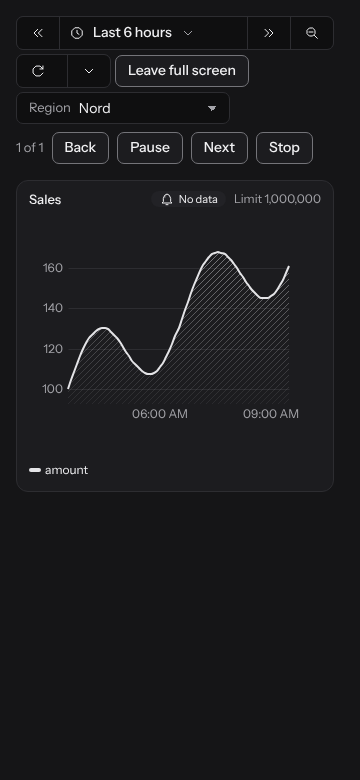 Last 6 hours
Leave full screen
Region Nord
1 of 1 Back Pause Next Stop
Sales No data Limit 1,000,000
160
140
120
100
06:00 AM 09:00 AM
amount